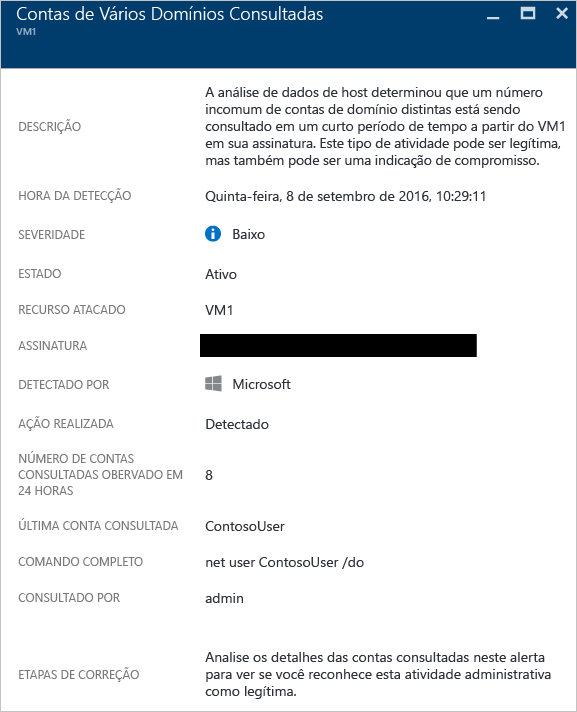 Contas de Vários Domínios Consultadas
VM1
DESCRIÇÃO
A análise de dados de host determinou que um número
incomum de contas de domínio distintas está sendo
consultado em um curto período de tempo a partir do VM1
em sua assinatura. Este tipo de atividade pode ser legítima,
mas também pode ser uma indicação de compromisso.
HORA DA DETECÇÃO
Quinta-feira, 8 de setembro de 2016, 10:29:11
SEVERIDADE
Baixo
ESTADO
Ativo
RECURSO ATACADO
VM1
ASSINATURA
DETECTADO POR
Microsoft
AÇÃO REALIZADA
Detectado
NÚMERO DE CONTAS
CONSULTADAS OBERVADO EM
24 HORAS
8
ÚLTIMA CONTA CONSULTADA
ContosoUser
COMANDO COMPLETO
net user ContosoUser /do
CONSULTADO POR
admin
ETAPAS DE CORREÇÃO
Analise os detalhes das contas consultadas neste alerta
para ver se você reconhece esta atividade administrativa
como legítima.